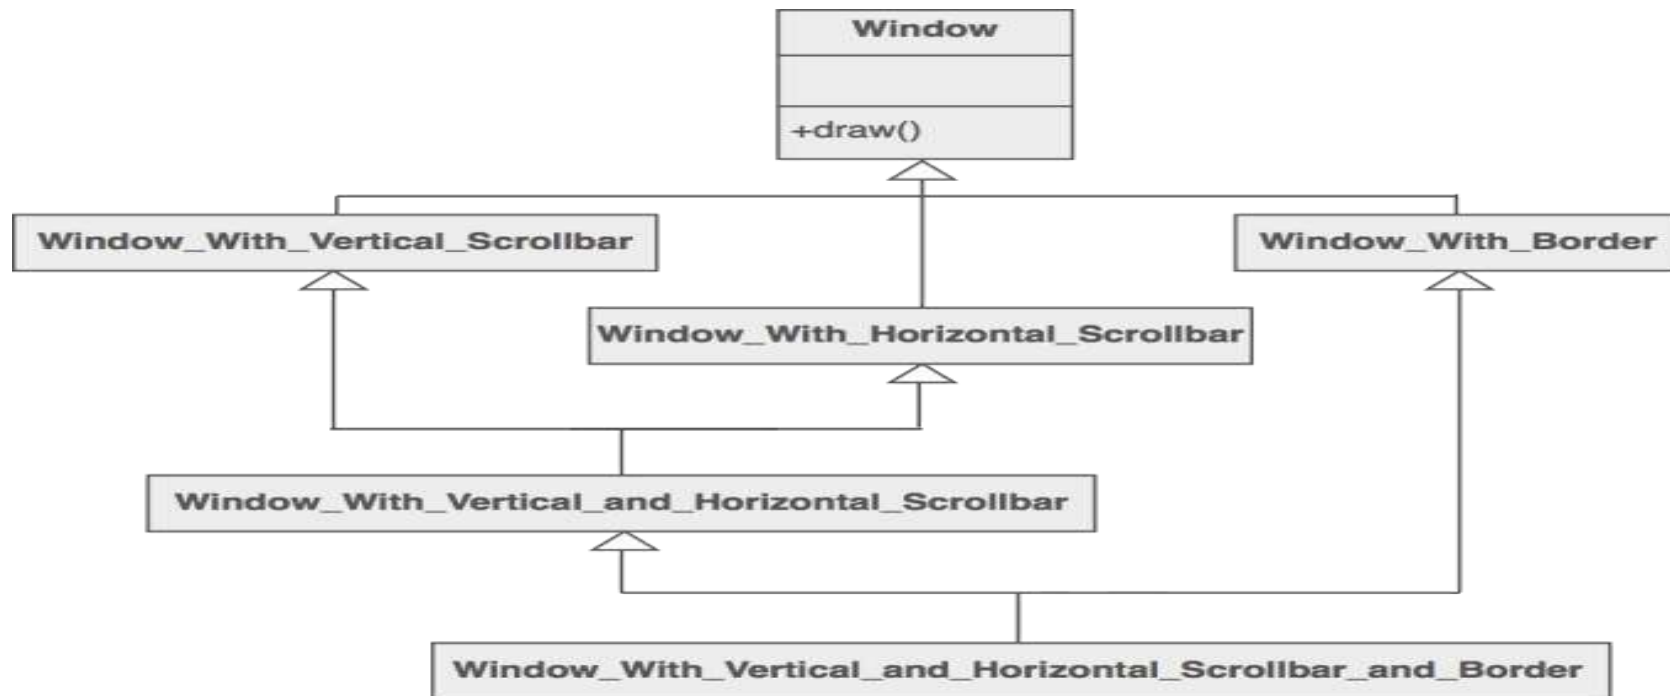 Window
+draw()
Window_With_Vertical_Scrollbar
Window_With_Border
Window_With_Horizontal_Scrollbar
Window_With_Vertical_and_Horizontal_Scrollbar
Window_With_Vertical_and_Horizontal_Scrollbar_and_Border